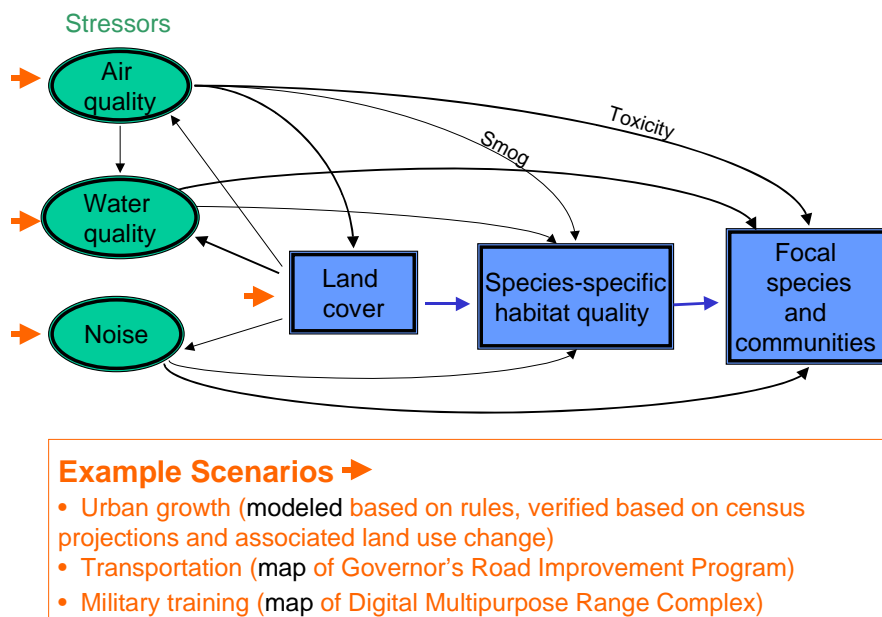 Stressors
Air
quality
Toxicity
Smog
Water
quality
Land
cover
Species-specific
habitat quality
Focal
species
and
communities
Noise
Example Scenarios
• Urban growth (modeled based on rules, verified based on census
projections and associated land use change)
• Transportation (map of Governor’s Road Improvement Program)
• Military training (map of Digital Multipurpose Range Complex)